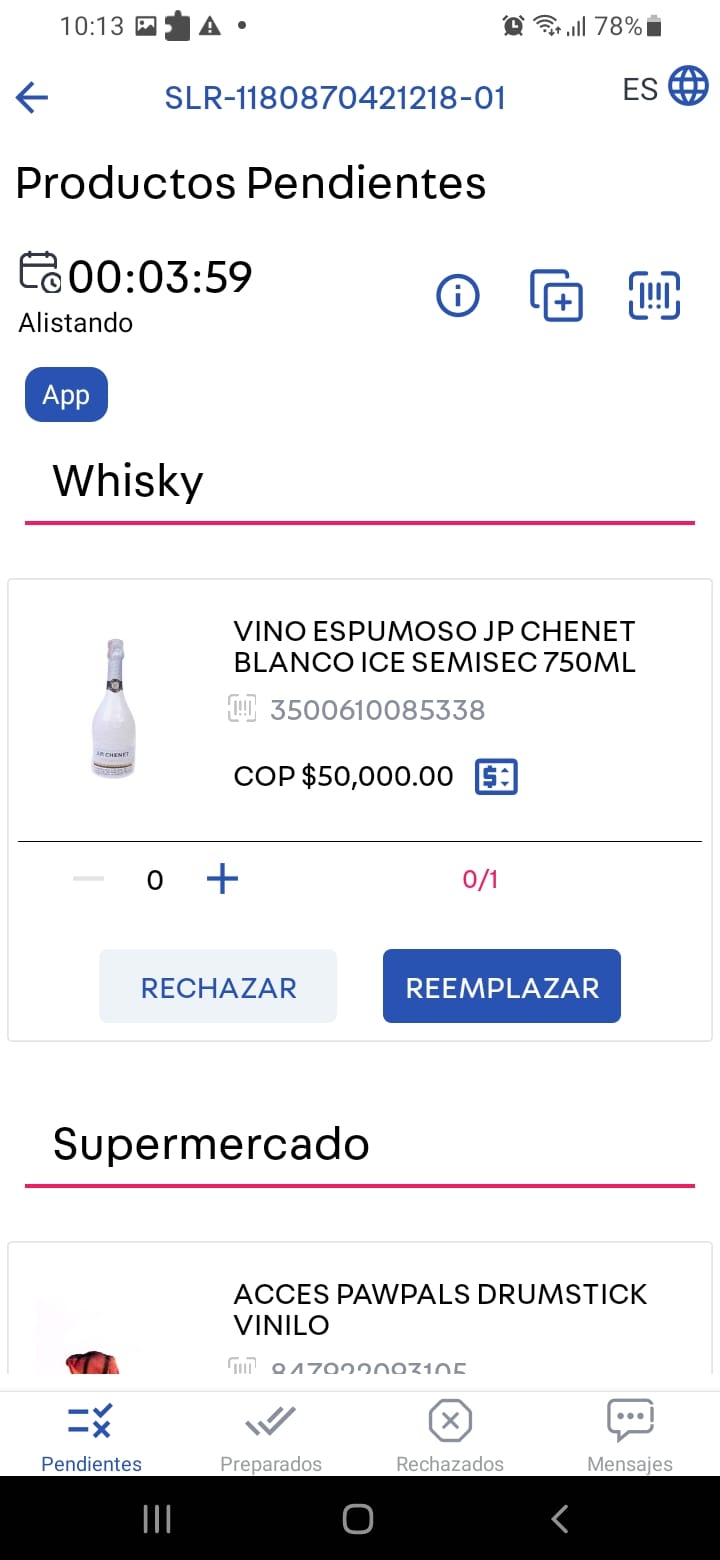 10:13
78%
SLR-1180870421218-01
ES
Productos Pendientes
00:03:59
Alistando
App
Whisky
VINO ESPUMOSO JP CHENET
BLANCO ICE SEMISEC 750ML
3500610085338
COP $50,000.00
J.P. CHENET
0
0/1
RECHAZAR
REEMPLAZAR
Supermercado
ACCES PAWPALS DRUMSTICK
VINILO
847922093105
Pendientes
Preparados
Rechazados
Mensajes